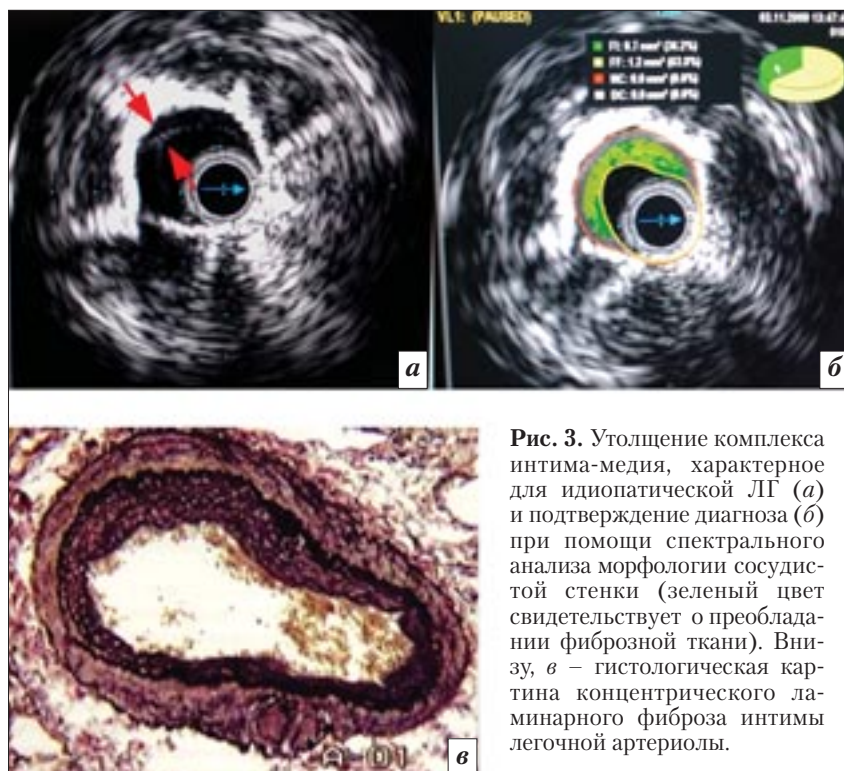 VL1: (PAUSED)
а
б
в
Рис. 3. Утолщение комплекса
интима-медиа, характерное
для идиопатической ЛГ (а)
и подтверждение диагноза (б)
при помощи спектрального
анализа морфологии сосудис-
той стенки (зеленый цвет
свидетельствует о преоблада-
нии фиброзной ткани). Вни-
зу, в – гистологическая кар-
тина концентрического ла-
минарного фиброза интимы
легочной артериолы.